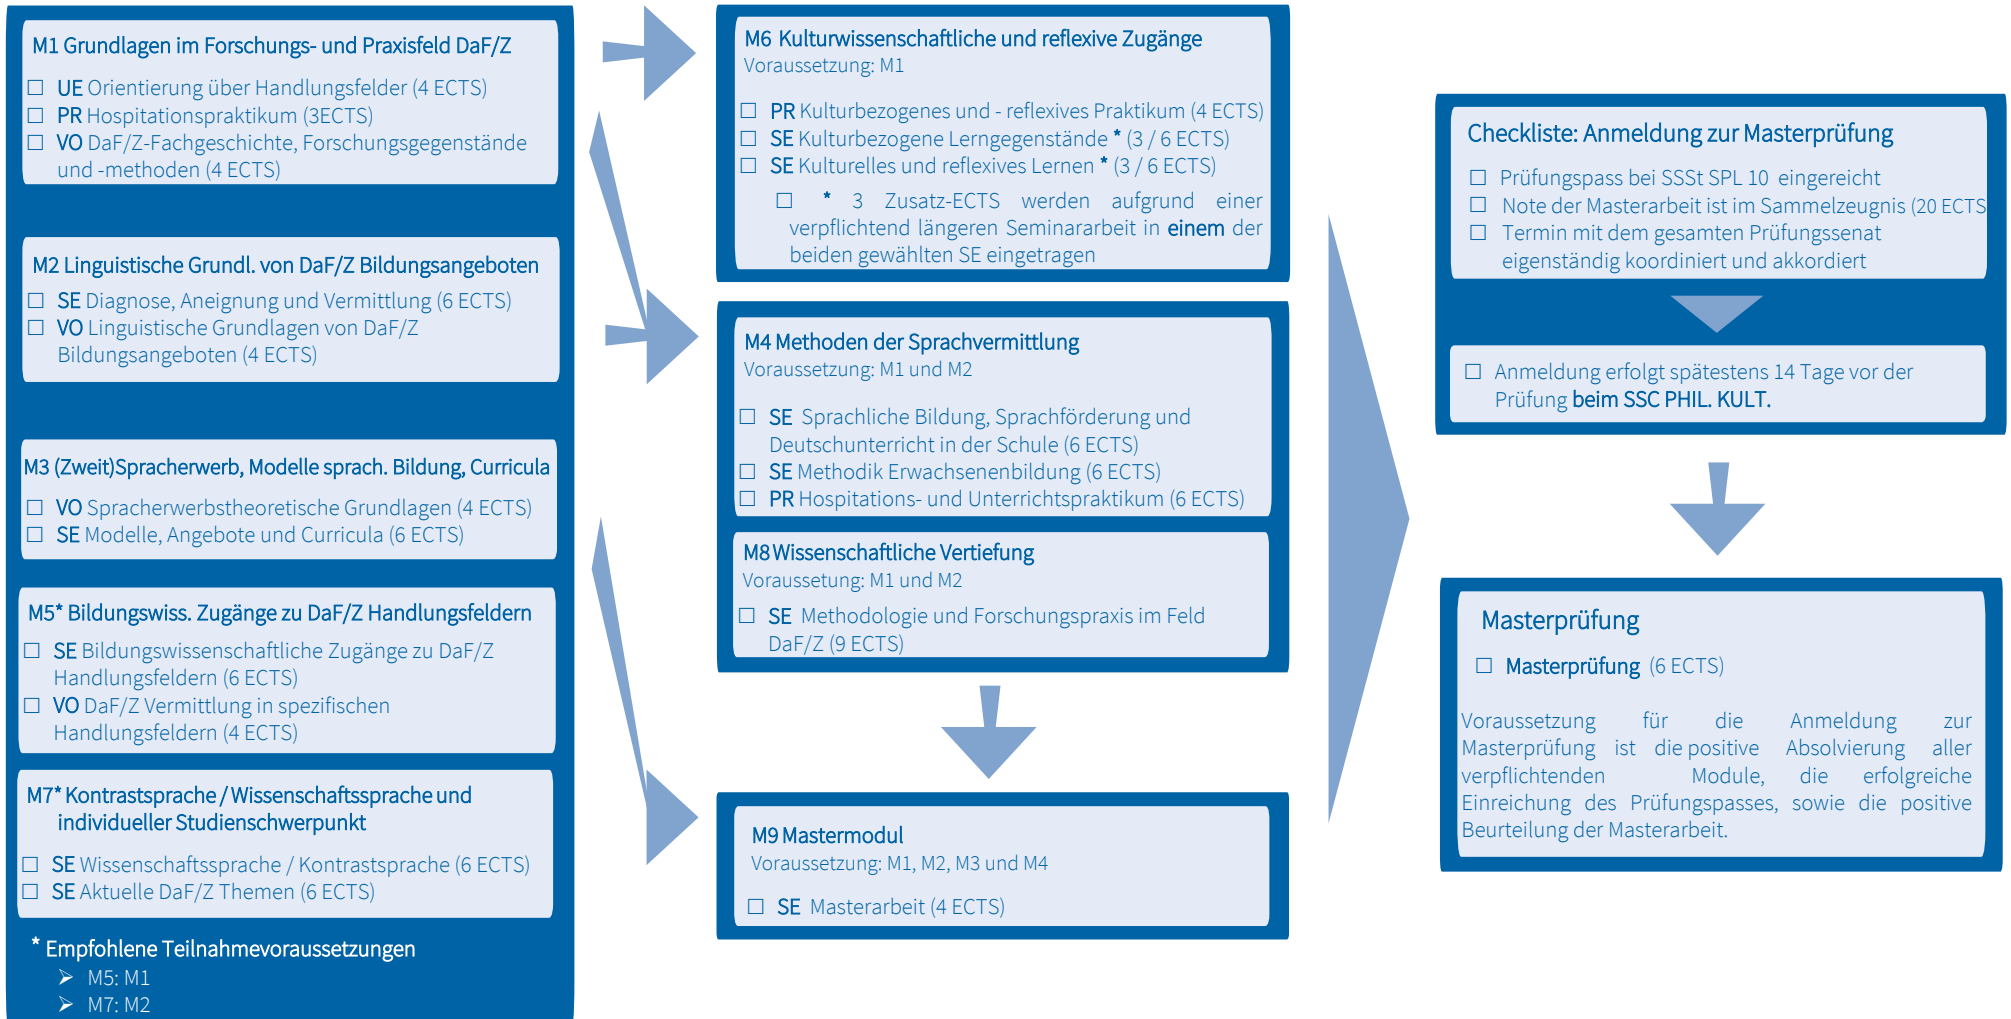 M1 Grundlagen im Forschungs- und Praxisfeld DaF/Z
☐ UE Orientierung über Handlungsfelder (4 ECTS)
☐ PR Hospitationspraktikum (3ECTS)
☐ VO DaF/Z-Fachgeschichte, Forschungsgegenstände
und -methoden (4 ECTS)
M2 Linguistische Grundl. von DaF/Z Bildungsangeboten
☐ SE Diagnose, Aneignung und Vermittlung (6 ECTS)
☐ VO Linguistische Grundlagen von DaF/Z
Bildungsangeboten (4 ECTS)
M3 (Zweit)Spracherwerb, Modelle sprach. Bildung, Curricula
☐ VO Spracherwerbstheoretische Grundlagen (4 ECTS)
☐ SE Modelle, Angebote und Curricula (6 ECTS)
M5* Bildungswiss. Zugänge zu DaF/Z Handlungsfeldern
☐ SE Bildungswissenschaftliche Zugänge zu DaF/Z
Handlungsfeldern (6 ECTS)
☐ VO DaF/Z Vermittlung in spezifischen
Handlungsfeldern (4 ECTS)
M7* Kontrastsprache / Wissenschaftssprache und
individueller Studienschwerpunkt
☐ SE Wissenschaftssprache / Kontrastsprache (6 ECTS)
☐ SE Aktuelle DaF/Z Themen (6 ECTS)
* Empfohlene Teilnahmevoraussetzungen
➢ M5: M1
➢ M7: M2
M6 Kulturwissenschaftliche und reflexive Zugänge
Voraussetzung: M1
☐ PR Kulturbezogenes und - reflexives Praktikum (4 ECTS)
☐ SE Kulturbezogene Lerngegenstände * (3 / 6 ECTS)
☐ SE Kulturelles und reflexives Lernen * (3 / 6 ECTS)
☐ * 3 Zusatz-ECTS werden aufgrund einer
verpflichtend längeren Seminararbeit in einem der
beiden gewählten SE eingetragen
M4 Methoden der Sprachvermittlung
Voraussetzung: M1 und M2
☐ SE Sprachliche Bildung, Sprachförderung und
Deutschunterricht in der Schule (6 ECTS)
☐ SE Methodik Erwachsenenbildung (6 ECTS)
☐ PR Hospitations- und Unterrichtspraktikum (6 ECTS)
M8 Wissenschaftliche Vertiefung
Voraussetung: M1 und M2
☐ SE Methodologie und Forschungspraxis im Feld
DaF/Z (9 ECTS)
M9 Mastermodul
Voraussetzung: M1, M2, M3 und M4
☐ SE Masterarbeit (4 ECTS)
Checkliste: Anmeldung zur Masterprüfung
☐ Prüfungspass bei SSSt SPL 10 eingereicht
☐ Note der Masterarbeit ist im Sammelzeugnis (20 ECTS
☐ Termin mit dem gesamten Prüfungssenat
eigenständig koordiniert und akkordiert
☐ Anmeldung erfolgt spätestens 14 Tage vor der
Prüfung beim SSC PHIL. KULT.
Masterprüfung
☐ Masterprüfung (6 ECTS)
Voraussetzung für die Anmeldung zur
Masterprüfung ist die positive Absolvierung aller
verpflichtenden Module, die erfolgreiche
Einreichung des Prüfungspasses, sowie die positive
Beurteilung der Masterarbeit.